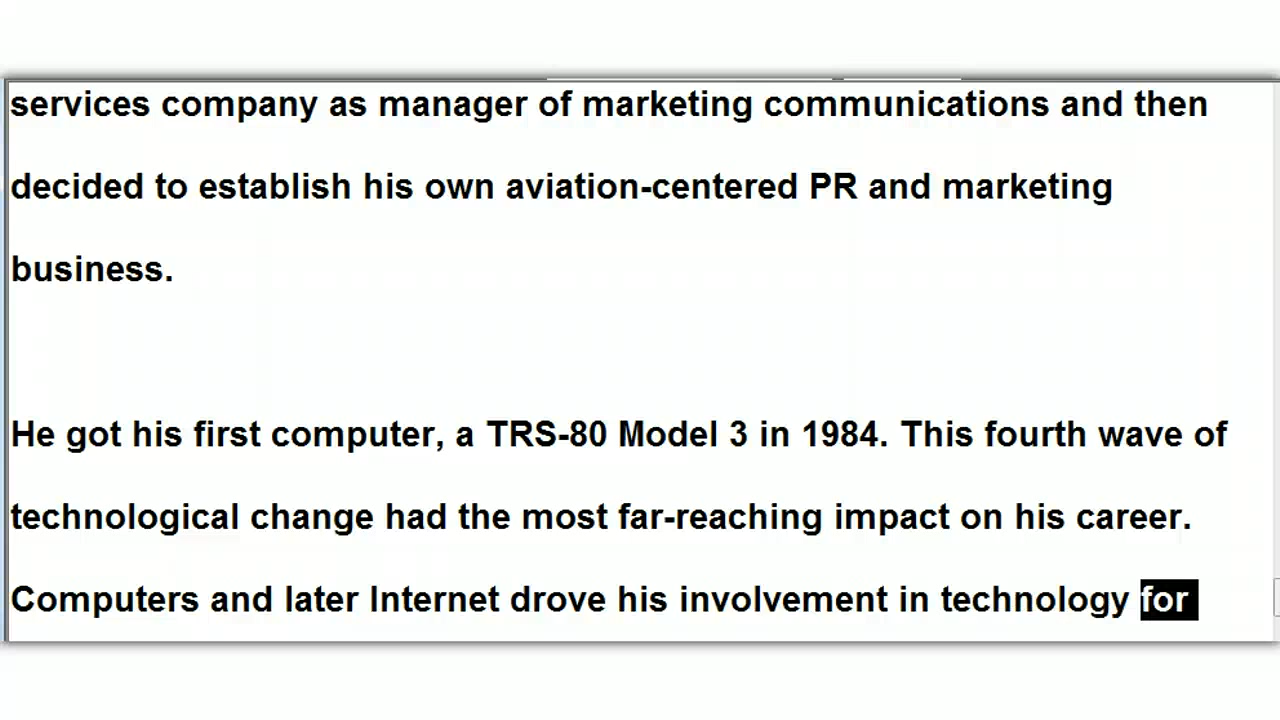 services company as manager of marketing communications and then
decided to establish his own aviation-centered PR and marketing
business.
He got his first computer, a TRS-80 Model 3 in 1984. This fourth wave of
technological change had the most far-reaching impact on his career.
Computers and later Internet drove his involvement in technology for